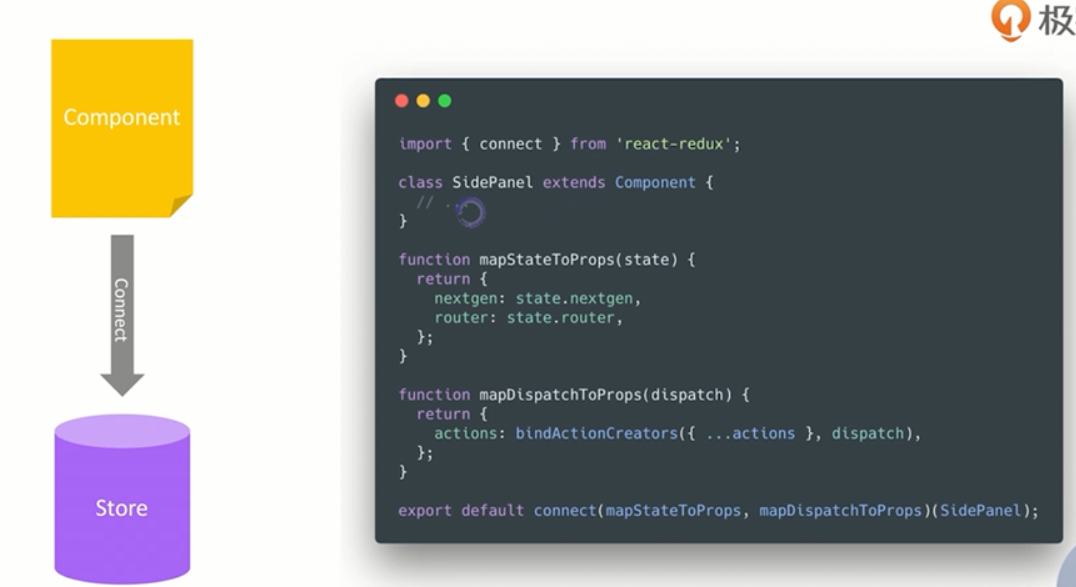 极
Component
Connect
Store
import { connect } from 'react-redux';
class SidePanel extends Component {
// ...
}
function mapStateToProps(state) {
return {
nextgen: state.nextgen,
router: state.router,
};
}
function mapDispatchToProps(dispatch) {
return {
actions: bindActionCreators({ ...actions }, dispatch),
};
}
export default connect(mapStateToProps, mapDispatchToProps)(SidePanel);